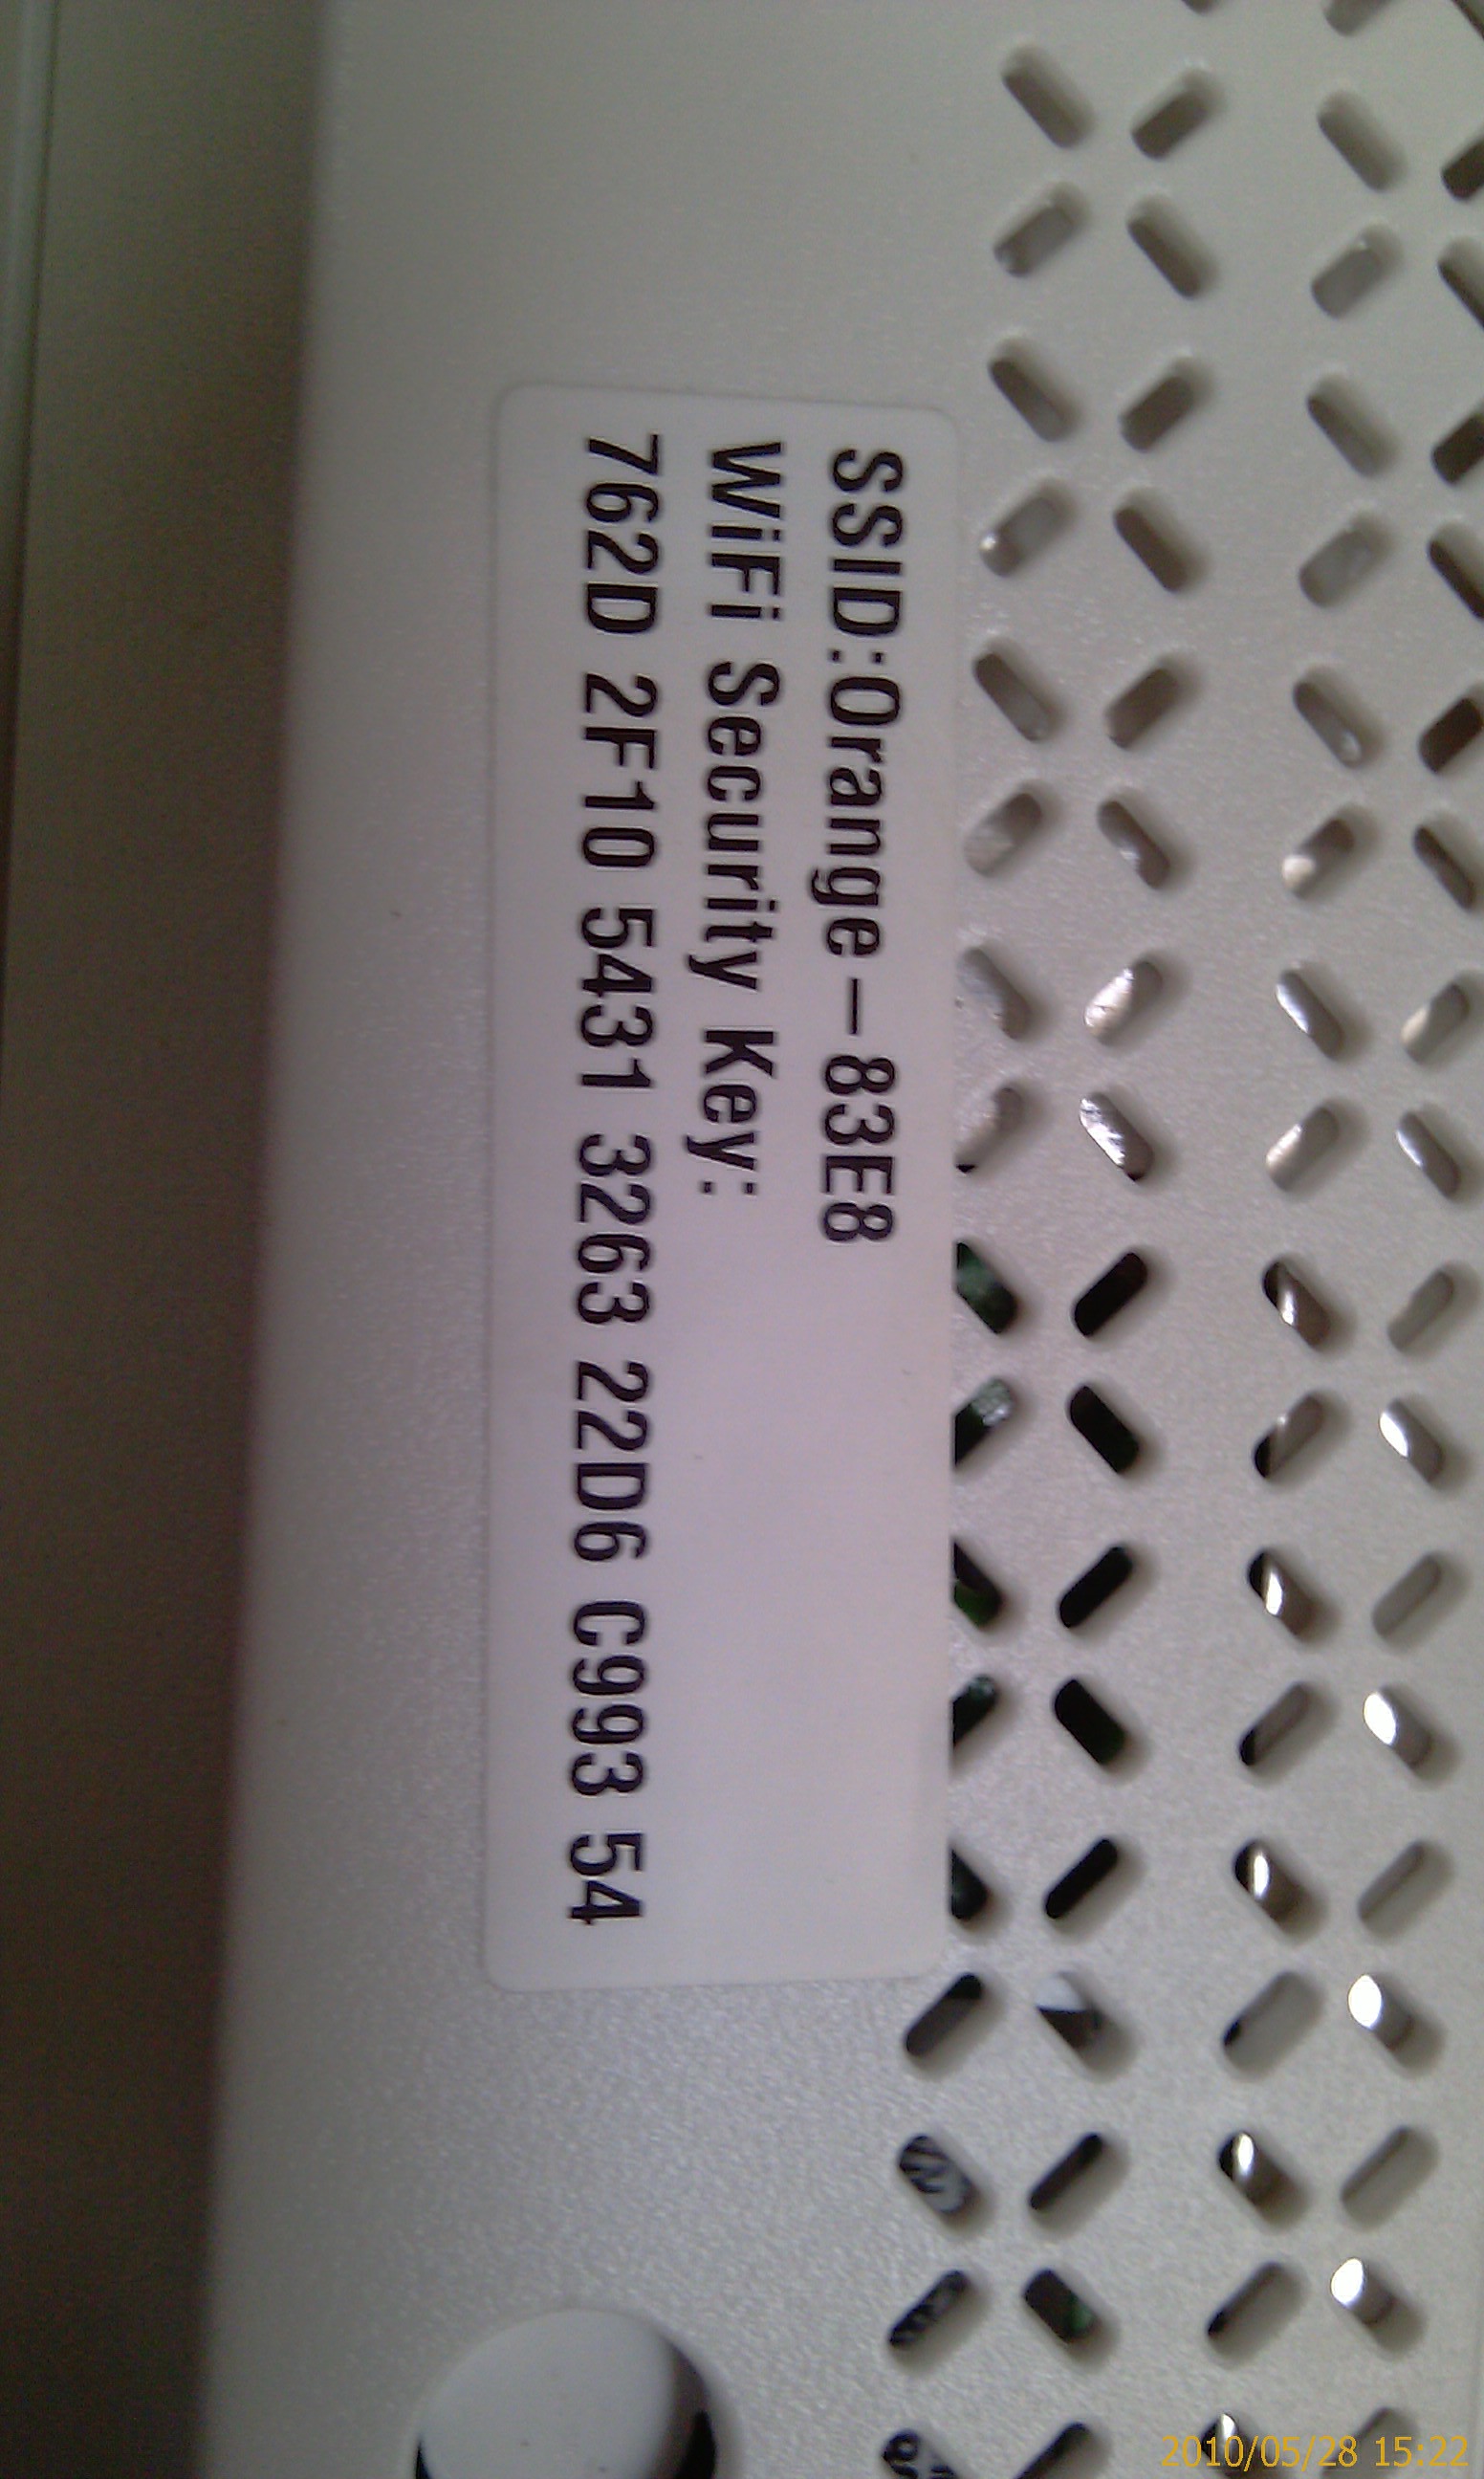 SSID:Orange-83E8
WiFi Security Key:
762D 2F10 5431 3263 22D6 C993 54
2010/05/28 15:22